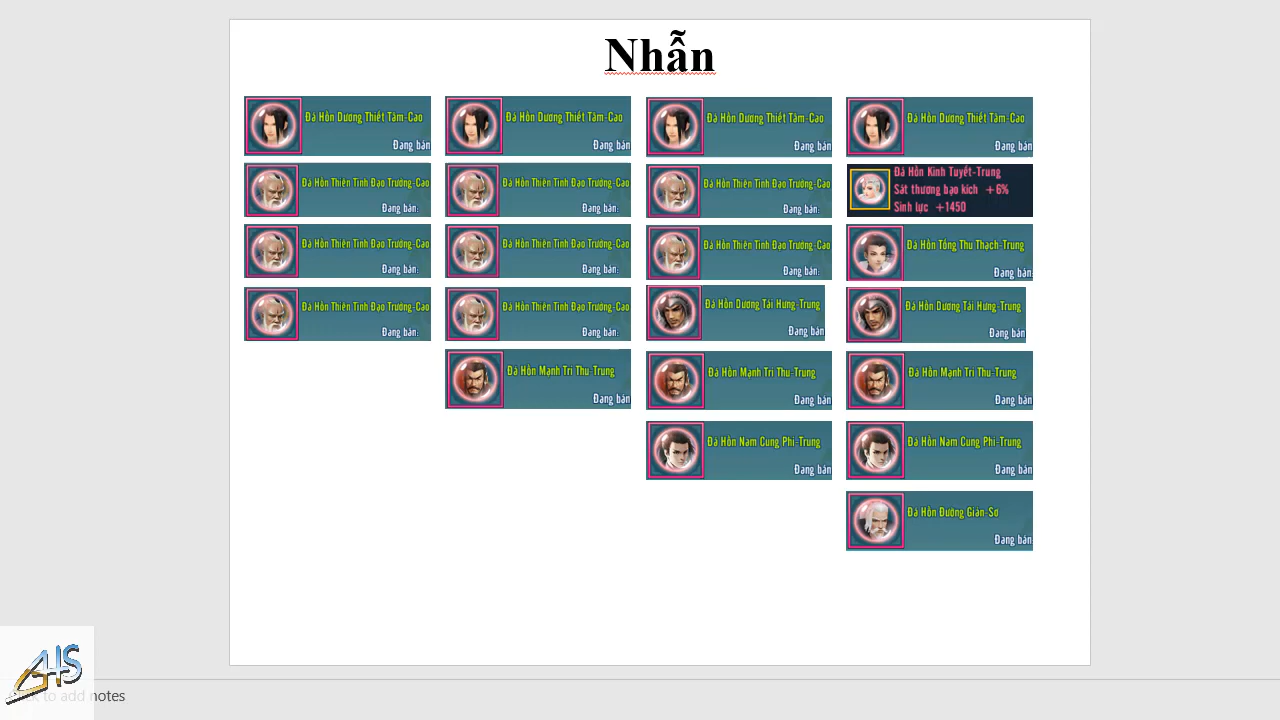 Nhẫn
Đá Hồn Dương Thiết Tâm-Cao
Đang bán
Đá Hồn Thiên Tinh Đạo Trưởng-Cao
Đang bán:
Đá Hồn Thiên Tinh Đạo Trưởng-Cao
Đang bán:
Đá Hồn Thiên Tinh Đạo Trưởng-Cao
Đang bán:
Đá Hồn Dương Thiết Tâm-Cao
Đang bán
Đá Hồn Thiên Tinh Đạo Trưởng-Cao
Đang bán:
Đá Hồn Thiên Tinh Đạo Trưởng-Cao
Đang bán:
Đá Hồn Thiên Tinh Đạo Trưởng-Cao
Đang bán:
Đá Hồn Mạnh Tri Thu-Trung
Đang bán
Đá Hồn Dương Thiết Tâm-Cao
Đang bán
Đá Hồn Thiên Tinh Đạo Trưởng-Cao
Đang bán:
Đá Hồn Thiên Tinh Đạo Trưởng-Cao
Đang bán:
Đá Hồn Dương Tái Hưng-Trung
Đang bán
Đá Hồn Mạnh Tri Thu-Trung
Đang bán
Đá Hồn Nam Cung Phi-Trung
Đang bán
Đá Hồn Dương Thiết Tâm-Cao
Đang bán
Đá Hồn Kinh Tuyết-Trung
Sát thương bạo kích +6%
Sinh lực +1450
Đá Hồn Tống Thu Thạch-Trung
Đang bán:
Đá Hồn Dương Tái Hưng-Trung
Đang bán
Đá Hồn Mạnh Tri Thu-Trung
Đang bán
Đá Hồn Nam Cung Phi-Trung
Đang bán
Đá Hồn Đường Giản-Sơ
Đang bán
AHS
to add notes